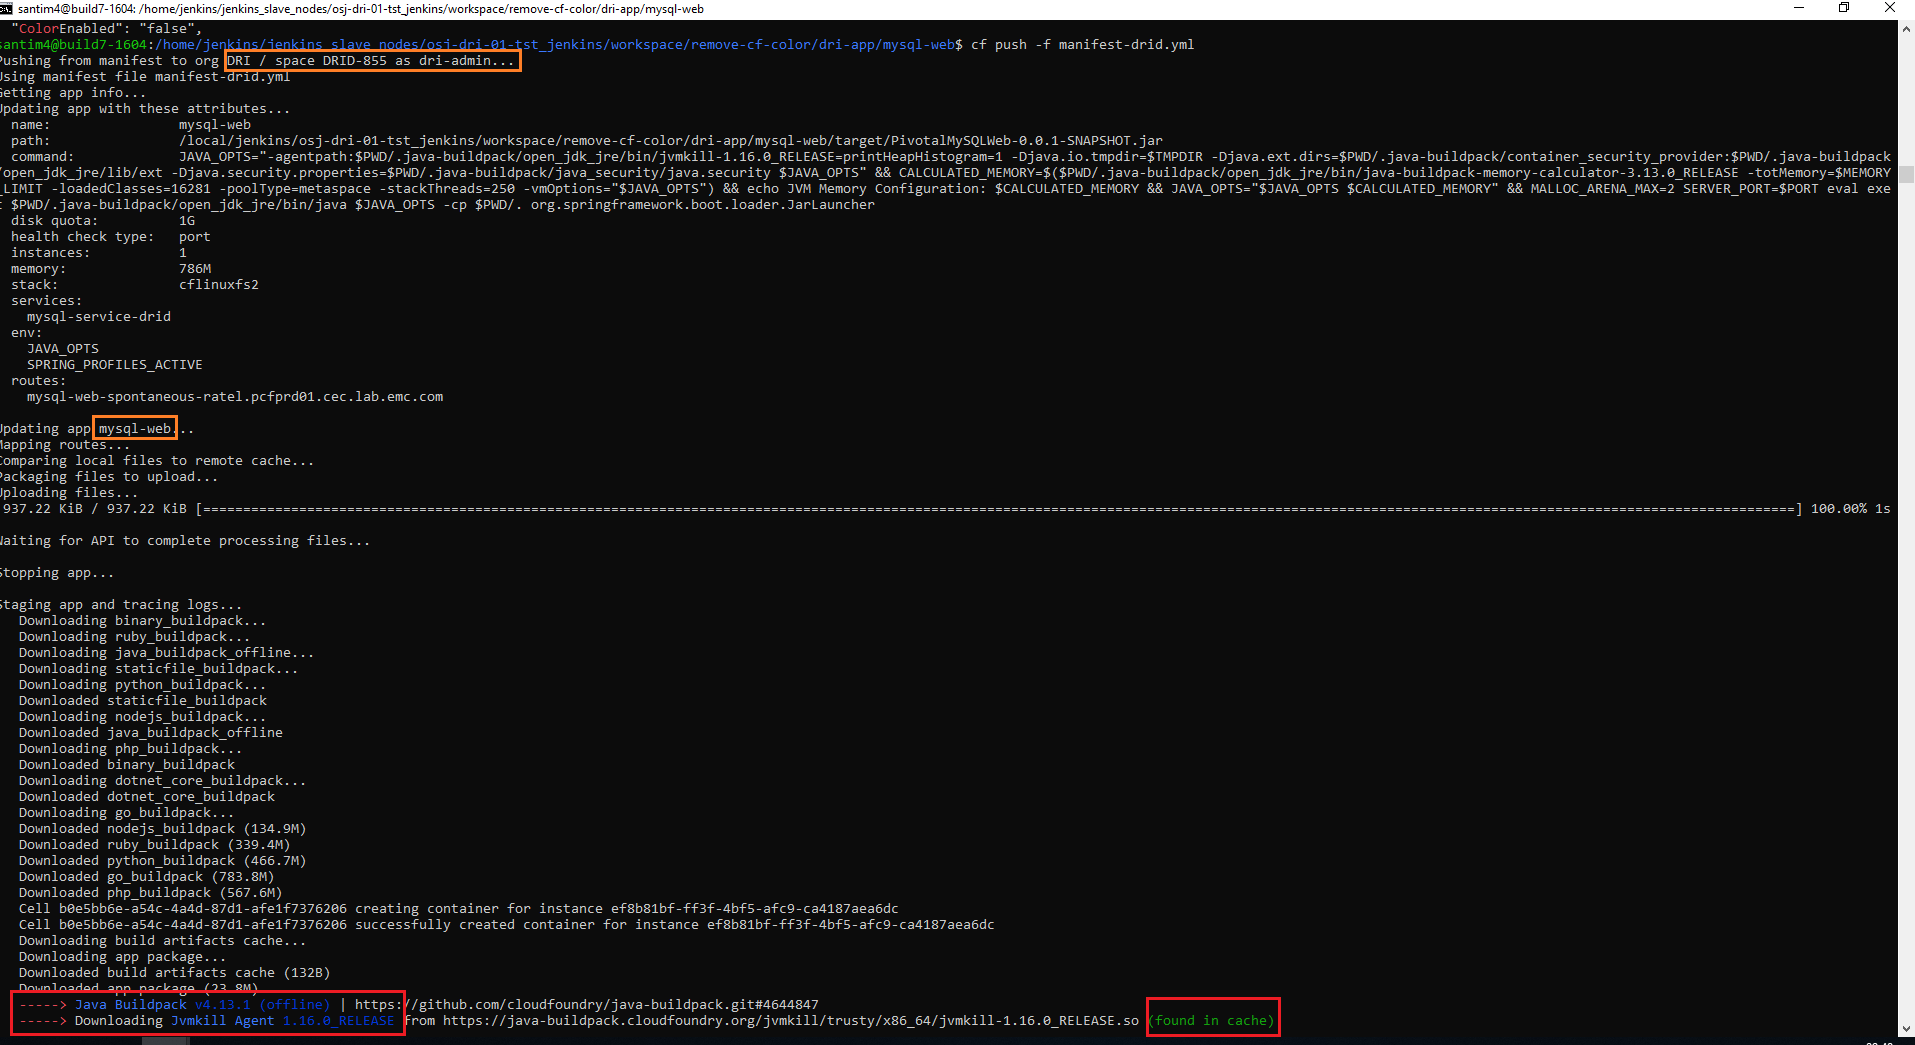 santim4@build7-1604: /home/jenkins/jenkins_slave_nodes/osj-dri-01-tst_jenkins/workspace/remove-cf-color/dri-app/mysql-web
"ColorEnabled": "false",
santim4@build7-1604:/home/jenkins/jenkins_slave_nodes/osj-dri-01-tst_jenkins/workspace/remove-cf-color/dri-app/mysql-web$ cf push -f manifest-drid.yml
Pushing from manifest to org DRI / space DRID-855 as dri-admin...
Using manifest file manifest-drid.yml
Getting app info...
Updating app with these attributes...
name: mysql-web
path: /local/jenkins/osj-dri-01-tst_jenkins/workspace/remove-cf-color/dri-app/mysql-web/target/PivotalMySQLWeb-0.0.1-SNAPSHOT.jar
command: JAVA_OPTS="-agentpath:$PWD/.java-buildpack/open_jdk_jre/bin/jvmkill-1.16.0_RELEASE=printHeapHistogram=1 -Djava.io.tmpdir=$TMPDIR -Djava.ext.dirs=$PWD/.java-buildpack/container_security_provider:$PWD/.java-buildpack
/open_jdk_jre/lib/ext -Djava.security.properties=$PWD/.java-buildpack/java_security/java.security $JAVA_OPTS" && CALCULATED_MEMORY=$($PWD/.java-buildpack/open_jdk_jre/bin/java-buildpack-memory-calculator-3.13.0_RELEASE -totMemory=$MEMORY
_LIMIT -loadedClasses=16281 -poolType=metaspace -stackThreads=250 -vmOptions="$JAVA_OPTS") && echo JVM Memory Configuration: $CALCULATED_MEMORY && JAVA_OPTS="$JAVA_OPTS $CALCULATED_MEMORY" && MALLOC_ARENA_MAX=2 SERVER_PORT=$PORT eval exe
c $PWD/.java-buildpack/open_jdk_jre/bin/java $JAVA_OPTS -cp $PWD/. org.springframework.boot.loader.JarLauncher
disk quota: 1G
health check type: port
instances: 1
memory: 786M
stack: cflinuxfs2
services:
mysql-service-drid
env:
JAVA_OPTS
SPRING_PROFILES_ACTIVE
routes:
mysql-web-spontaneous-ratel.pcfprd01.cec.lab.emc.com
Updating app mysql-web...
Mapping routes...
Comparing local files to remote cache...
Packaging files to upload...
Uploading files...
937.22 KiB / 937.22 KiB [=======================================================================================================================================================================================================] 100.00% 1s
Waiting for API to complete processing files...
Stopping app...
Staging app and tracing logs...
Downloading binary_buildpack...
Downloading ruby_buildpack...
Downloading java_buildpack_offline...
Downloading staticfile_buildpack...
Downloading python_buildpack...
Downloaded staticfile_buildpack
Downloading nodejs_buildpack...
Downloaded java_buildpack_offline
Downloading php_buildpack...
Downloaded binary_buildpack
Downloading dotnet_core_buildpack...
Downloaded dotnet_core_buildpack
Downloading go_buildpack...
Downloaded nodejs_buildpack (134.9M)
Downloaded ruby_buildpack (339.4M)
Downloaded python_buildpack (466.7M)
Downloaded go_buildpack (783.8M)
Downloaded php_buildpack (567.6M)
Cell b0e5bb6e-a54c-4a4d-87d1-afe1f7376206 creating container for instance ef8b81bf-ff3f-4bf5-afc9-ca4187aea6dc
Cell b0e5bb6e-a54c-4a4d-87d1-afe1f7376206 successfully created container for instance ef8b81bf-ff3f-4bf5-afc9-ca4187aea6dc
Downloading build artifacts cache...
Downloading app package...
Downloaded build artifacts cache (132B)
Downloaded app package (23.8M)
-----> Java Buildpack v4.13.1 (offline) | https://github.com/cloudfoundry/java-buildpack.git#4644847
-----> Downloading Jvmkill Agent 1.16.0_RELEASE from https://java-buildpack.cloudfoundry.org/jvmkill/trusty/x86_64/jvmkill-1.16.0_RELEASE.so (found in cache)